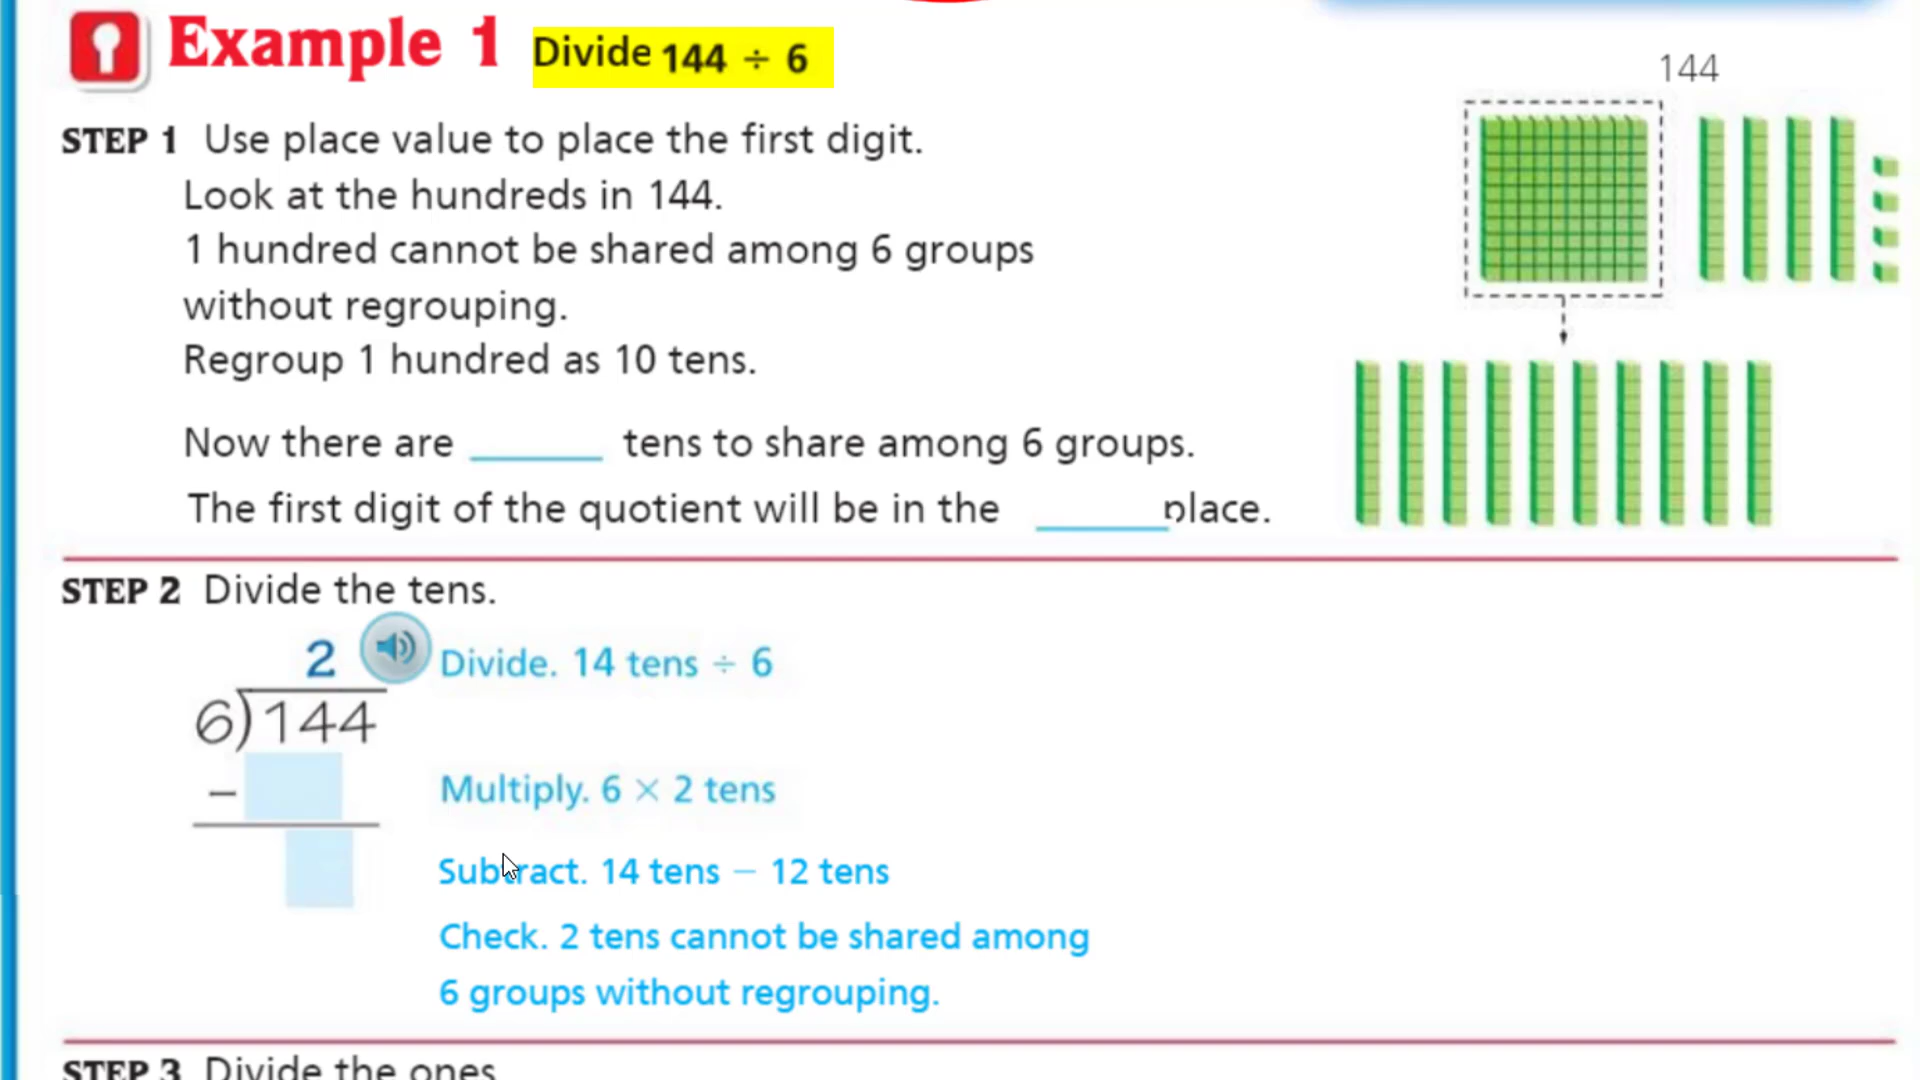 Example 1 Divide 144 ÷ 6
144
STEP 1 Use place value to place the first digit.
Look at the hundreds in 144.
1 hundred cannot be shared among 6 groups
without regrouping.
Regroup 1 hundred as 10 tens.
Now there are ______ tens to share among 6 groups.
The first digit of the quotient will be in the ______ place.
STEP 2 Divide the tens.
2 Divide. 14 tens ÷ 6
6)144
− Multiply. 6 × 2 tens
Subtract. 14 tens − 12 tens
Check. 2 tens cannot be shared among
6 groups without regrouping.
STEP 3 Divide the ones